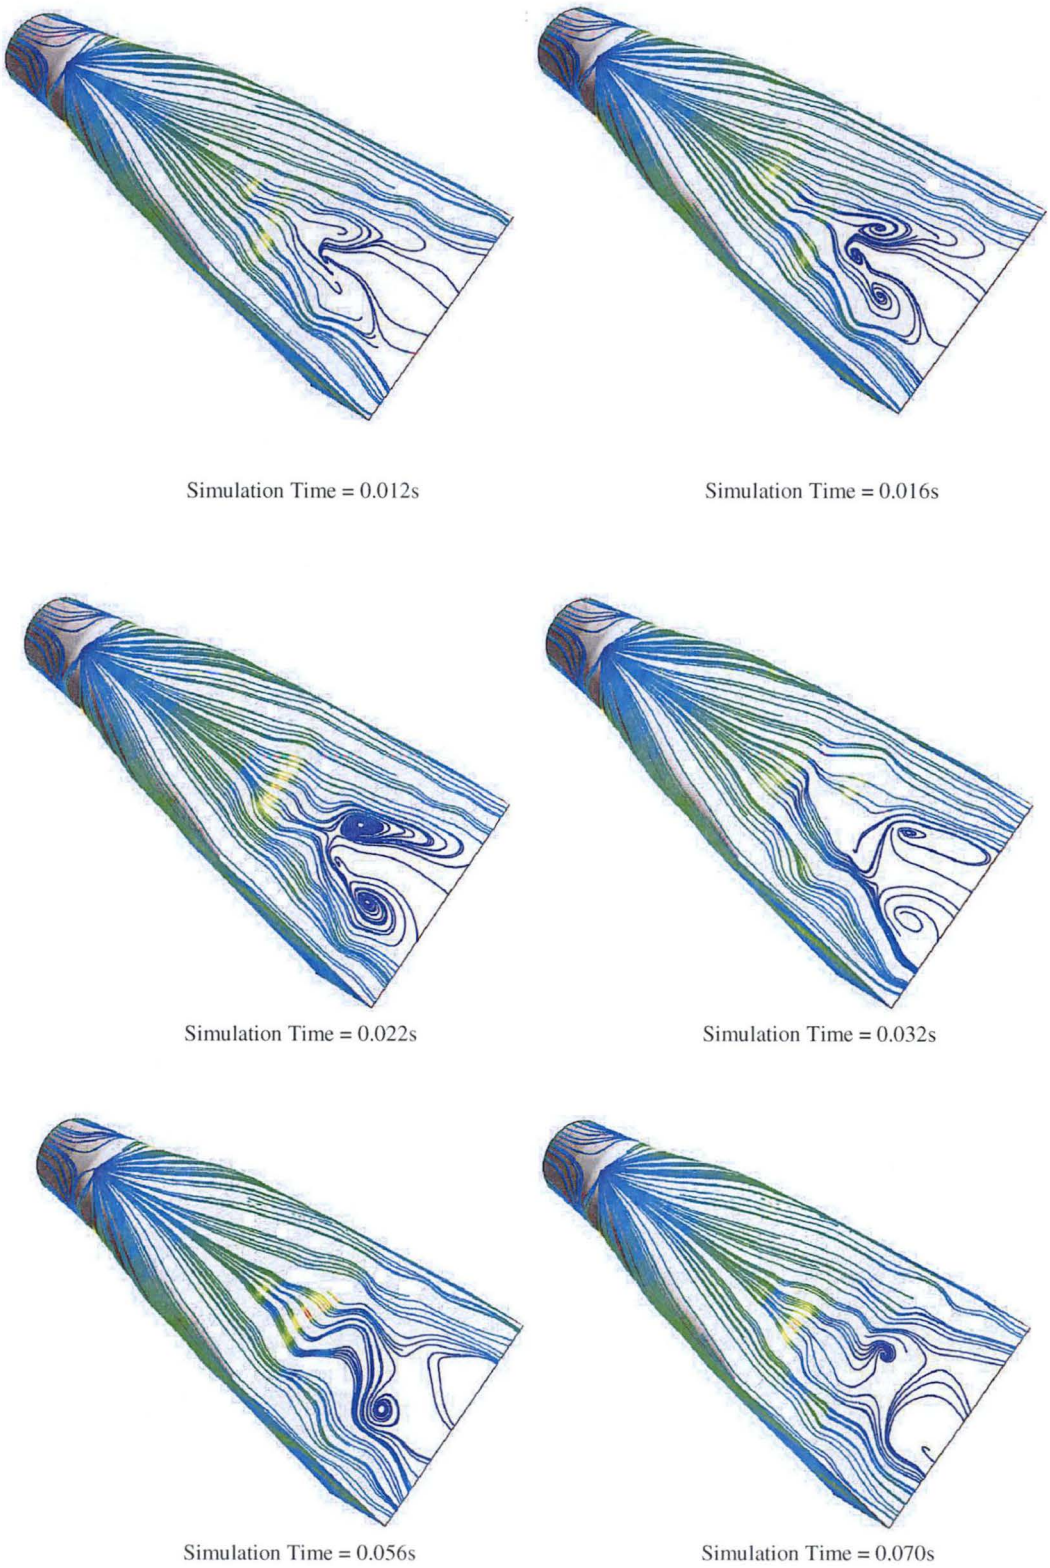 Simulation Time = 0.012s
Simulation Time = 0.016s
Simulation Time = 0.022s
Simulation Time = 0.032s
Simulation Time = 0.056s
Simulation Time = 0.070s